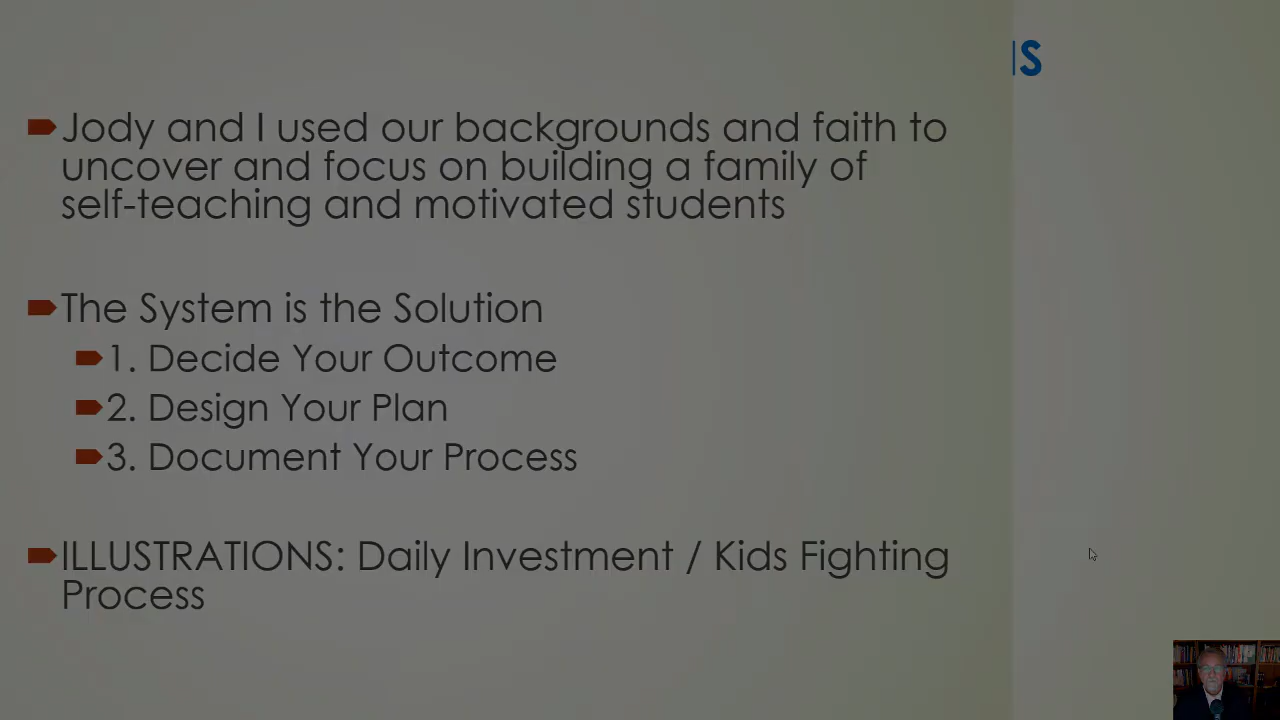 Jody and I used our backgrounds and faith to
uncover and focus on building a family of
self-teaching and motivated students
The System is the Solution
1. Decide Your Outcome
2. Design Your Plan
3. Document Your Process
ILLUSTRATIONS: Daily Investment / Kids Fighting
Process